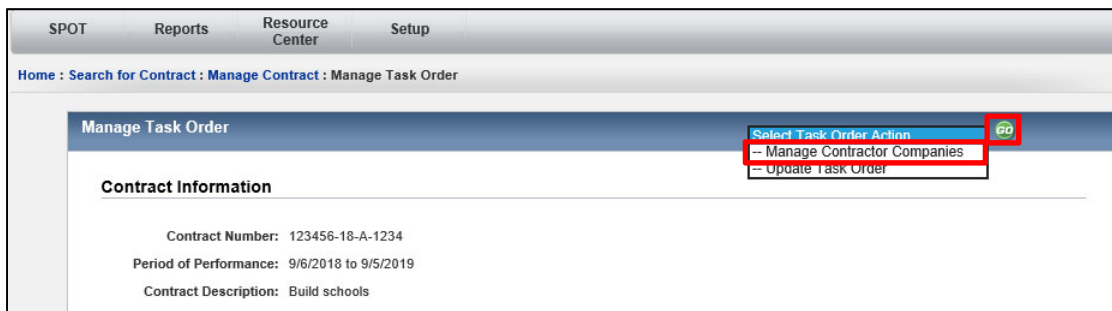 SPOT Reports Resource Center Setup
Home : Search for Contract : Manage Contract : Manage Task Order
Manage Task Order
Select Task Order Action GO
-- Manage Contractor Companies
-- Update Task Order
Contract Information
Contract Number: 123456-18-A-1234
Period of Performance: 9/6/2018 to 9/5/2019
Contract Description: Build schools